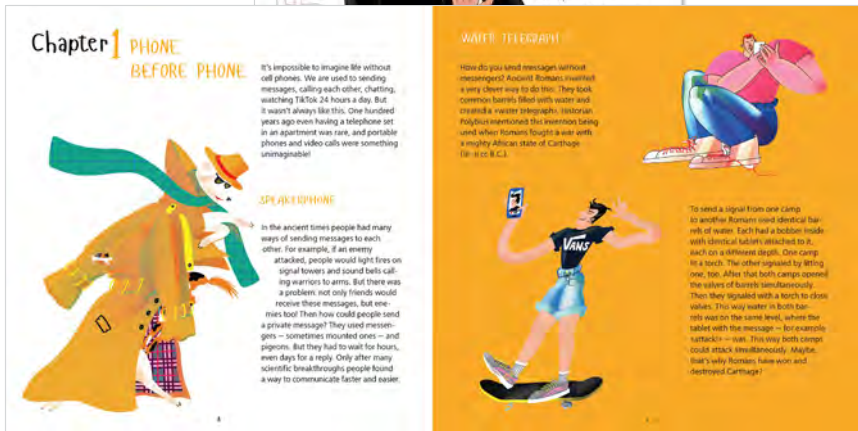 Chapter 1 PHONE
BEFORE PHONE
It's impossible to imagine life without
cell phones. We are used to sending
messages, calling each other, chatting,
watching TikTok 24 hours a day. But
it wasn't always like this. One hundred
years ago even having a telephone set
in an apartment was rare, and portable
phones and video calls were something
unimaginable!
SPEAKERPHONE
In the ancient times people had many
ways of sending messages to each
other. For example, if an enemy
attacked, people would light fires on
signal towers and sound bells call-
ing warriors to arms. But there was
a problem: not only friends would
receive these messages, but ene-
mies too! Then how could people send
a private message? They used messen-
gers — sometimes mounted ones — and
pigeons. But they had to wait for hours,
even days for a reply. Only after many
scientific breakthroughs people found
a way to communicate faster and easier.
WATER TELEGRAPH
How do you send messages without
messengers? Ancient Romans invented
a very clever way to do this. They took
common barrels filled with water and
created a «water telegraph». Historian
Polybius mentioned this invention being
used when Romans fought a war with
a mighty African state of Carthage
cc B.C.).
VANS
To send a signal from one camp
to another Romans used identical bar-
rels of water. Each had a bobber inside
with identical tablets attached to it,
each on a different depth. One camp
lit a torch. The other signaled by lifting
one, too. After that both camps opened
the valves of barrels simultaneously.
Then they signaled with a torch to close
valves. This way water in both bar-
rels was on the same level, where the
tablet with the message — for example
«attack!» — was. This way both camps
could attack simultaneously. Maybe,
that's why Romans have won and
destroyed Carthage?